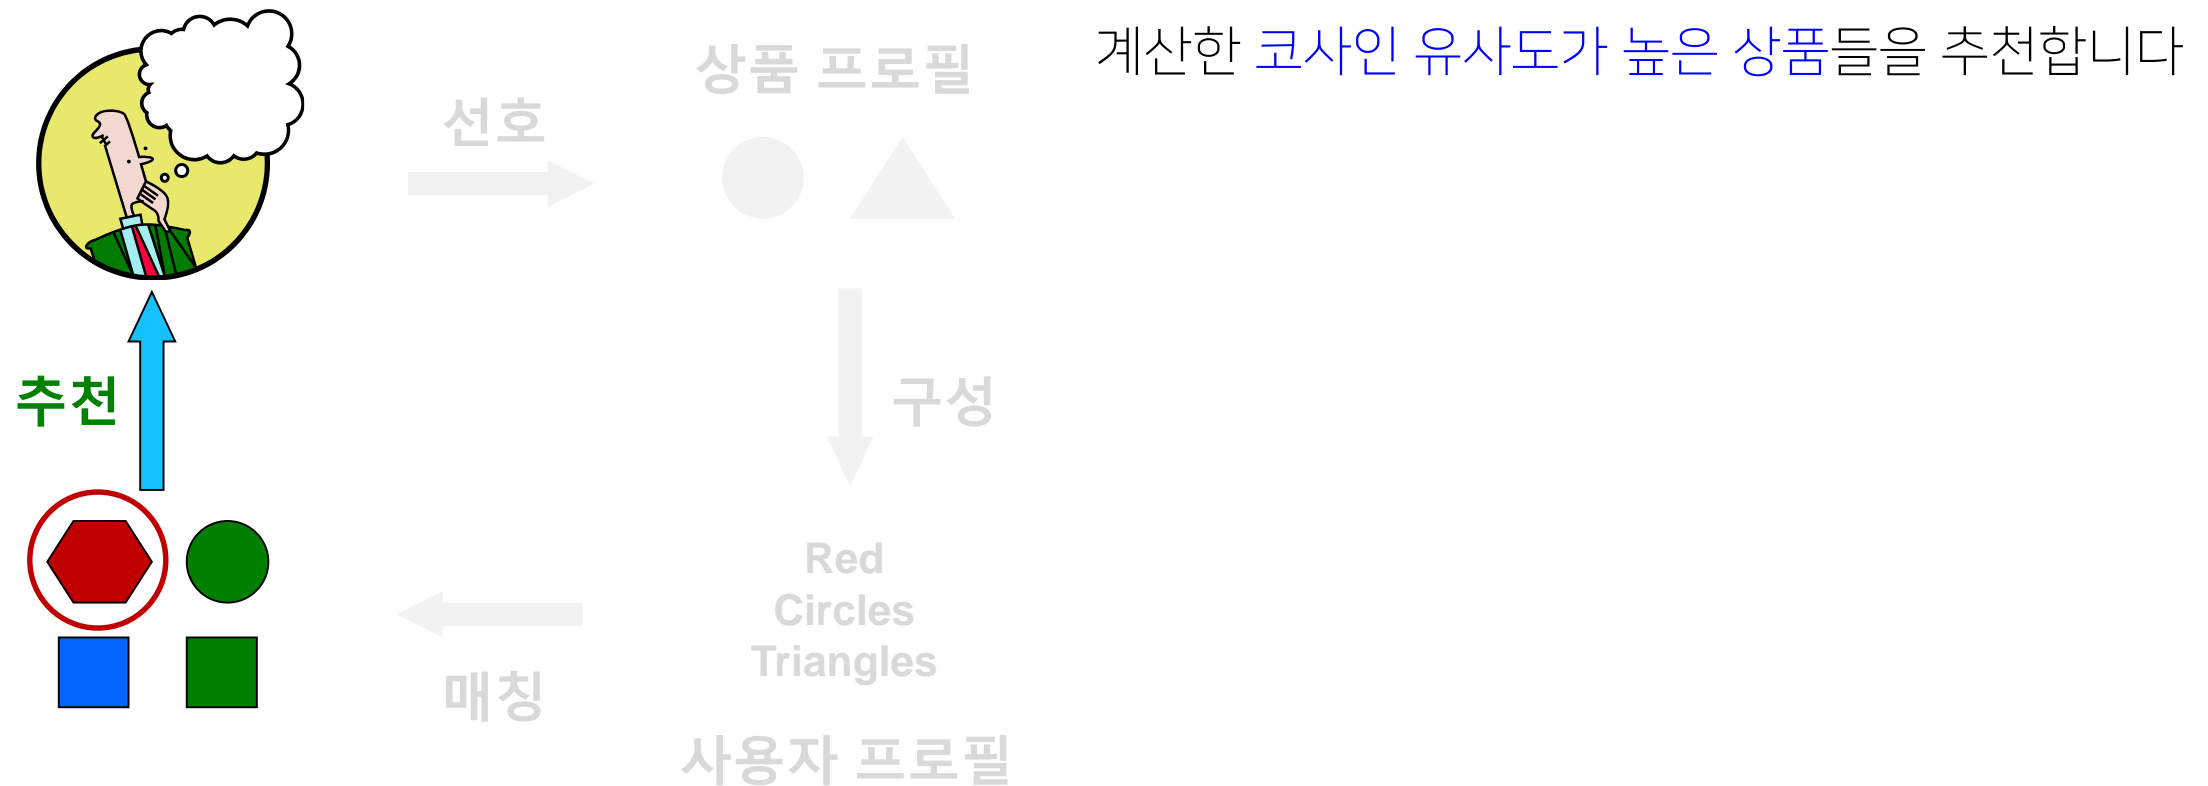 계산한 코사인 유사도가 높은 상품들을 추천합니다
상품 프로필
선호
추천
구성
Red
Circles
Triangles
매칭
사용자 프로필